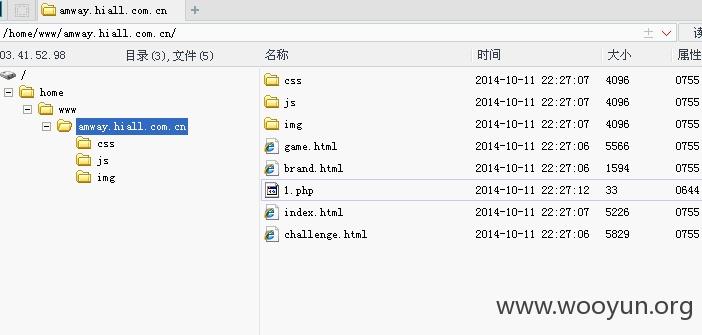 amway.hiall.com.cn
/home/www/amway.hiall.com.cn/
读
03.41.52.98 目录(3),文件(5) 名称 时间 大小 属性
/
home
www
amway.hiall.com.cn
css
js
img
css 2014-10-11 22:27:07 4096 0755
js 2014-10-11 22:27:07 4096 0755
img 2014-10-11 22:27:07 4096 0755
game.html 2014-10-11 22:27:06 5566 0755
brand.html 2014-10-11 22:27:06 1594 0755
1.php 2014-10-11 22:27:12 33 0644
index.html 2014-10-11 22:27:07 5226 0755
challenge.html 2014-10-11 22:27:06 5829 0755
www.wooyun.org